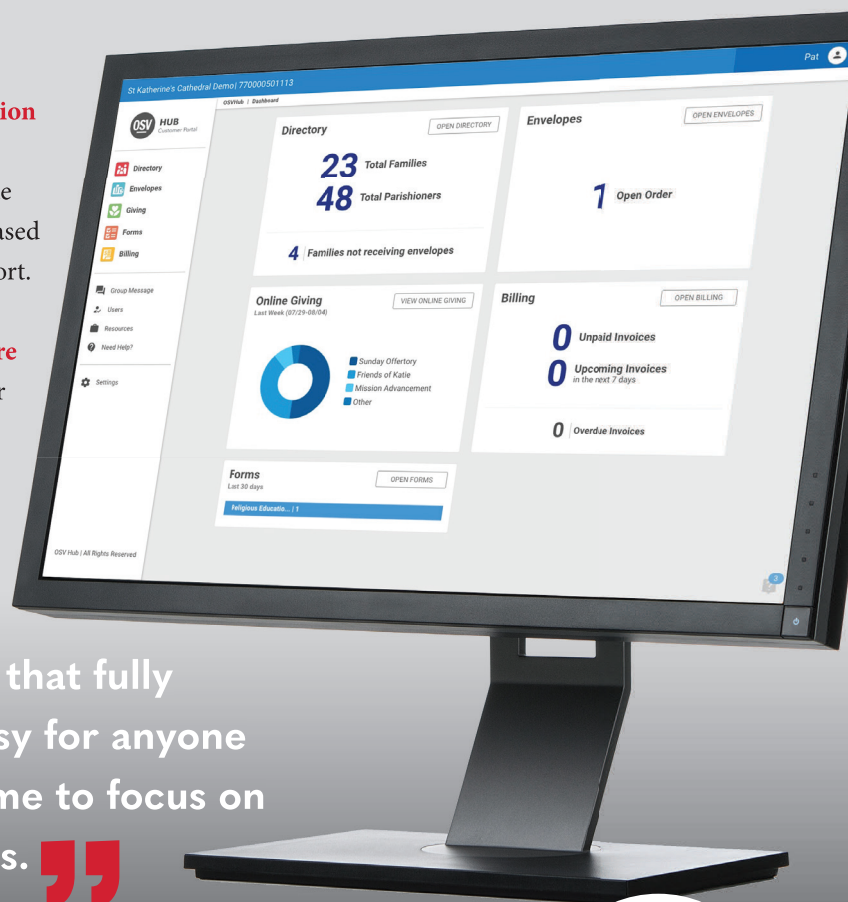 ion
e
ased
ort.
re
r
St Katherine's Cathedral Demo| 770000501113
Pat
OSV HUB
Customer Portal
OSVHub | Dashboard
Directory
Envelopes
Giving
Forms
Billing
Group Message
Users
Resources
Need Help?
Settings
OSV Hub | All Rights Reserved
Directory
OPEN DIRECTORY
23 Total Families
48 Total Parishioners
4 Families not receiving envelopes
Envelopes
OPEN ENVELOPES
1 Open Order
Online Giving
VIEW ONLINE GIVING
Last Week (07/29-08/04)
Sunday Offertory
Friends of Katie
Mission Advancement
Other
Billing
OPEN BILLING
0 Unpaid Invoices
0 Upcoming Invoices
in the next 7 days
0 Overdue Invoices
Forms
OPEN FORMS
Last 30 days
Feligious Educatio... | 1
3
that fully
sy for anyone
me to focus on
s. ”